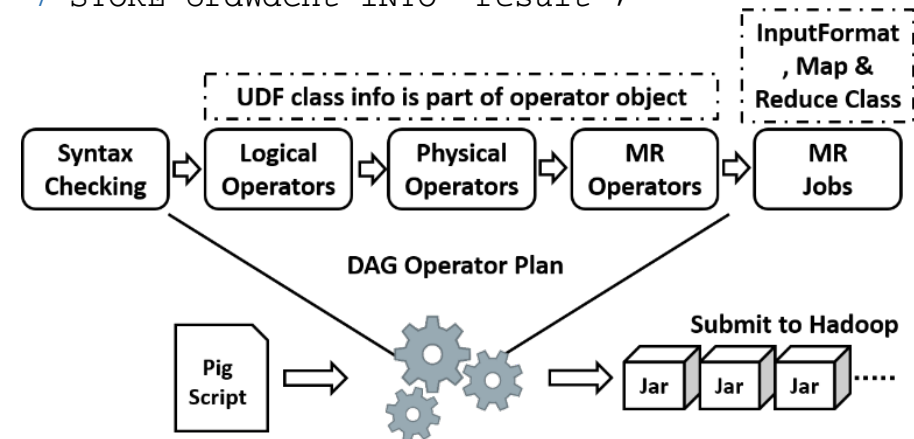 InputFormat
, Map &
Reduce Class
UDF class info is part of operator object
Syntax
Checking
Logical
Operators
Physical
Operators
MR
Operators
MR
Jobs
DAG Operator Plan
Submit to Hadoop
Pig
Script
Jar
Jar
Jar
.....